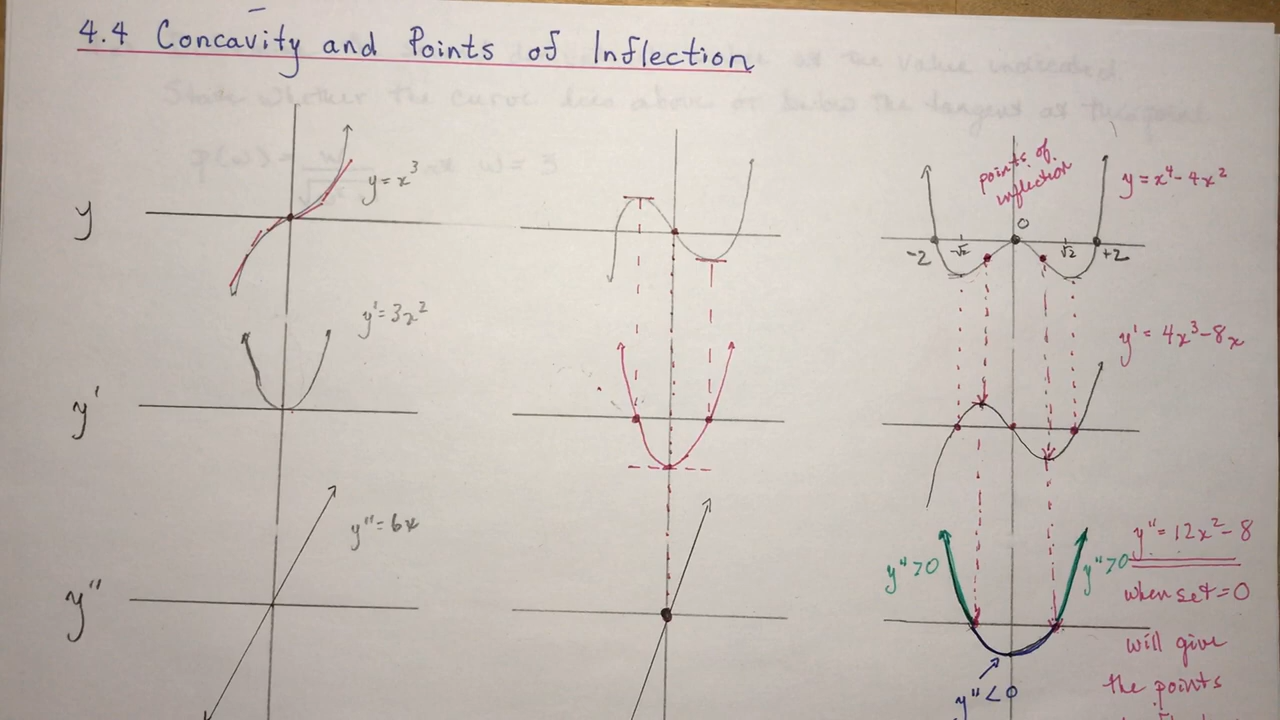 4.4 Concavity and Points of Inflection
y
y = x³
points of
inflection
y = x⁴ - 4x²
0
-2
-√2
√2
+2
y'
y' = 3x²
y' = 4x³ - 8x
y"
y" = 6x
y" > 0
y" > 0
y" < 0
y" = 12x² - 8
when set = 0
will give
the points